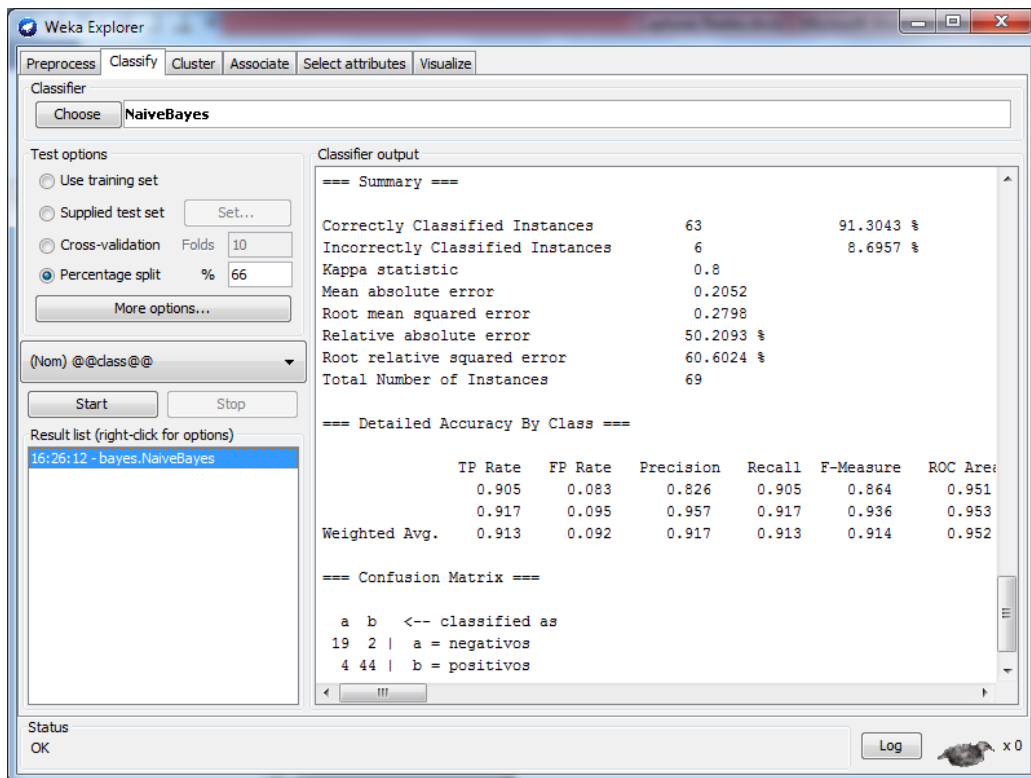 Weka Explorer
Preprocess Classify Cluster Associate Select attributes Visualize
Classifier
Choose NaiveBayes
Test options
Use training set
Supplied test set Set...
Cross-validation Folds 10
Percentage split % 66
More options...
(Nom) @@class@@
Start Stop
Result list (right-click for options)
16:26:12 - bayes.NaiveBayes
Classifier output
=== Summary ===
Correctly Classified Instances 63 91.3043 %
Incorrectly Classified Instances 6 8.6957 %
Kappa statistic 0.8
Mean absolute error 0.2052
Root mean squared error 0.2798
Relative absolute error 50.2093 %
Root relative squared error 60.6024 %
Total Number of Instances 69
=== Detailed Accuracy By Class ===
TP Rate FP Rate Precision Recall F-Measure ROC Area
0.905 0.083 0.826 0.905 0.864 0.951
0.917 0.095 0.957 0.917 0.936 0.953
Weighted Avg. 0.913 0.092 0.917 0.913 0.914 0.952
=== Confusion Matrix ===
a b <-- classified as
19 2 | a = negativos
4 44 | b = positivos
Status
OK
Log x 0